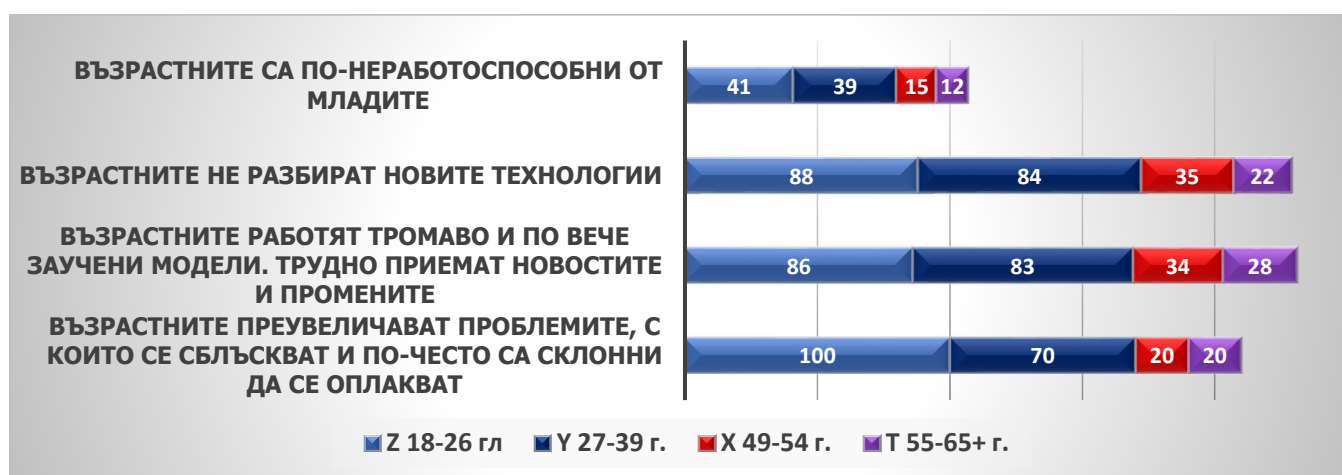 ВЪЗРАСТНИТЕ СА ПО-НЕРАБОТОСПОСОБНИ ОТ
МЛАДИТЕ
41 39 15 12
ВЪЗРАСТНИТЕ НЕ РАЗБИРАТ НОВИТЕ ТЕХНОЛОГИИ
88 84 35 22
ВЪЗРАСТНИТЕ РАБОТЯТ ТРОМАВО И ПО ВЕЧЕ
ЗАУЧЕНИ МОДЕЛИ. ТРУДНО ПРИЕМАТ НОВОСТИТЕ
И ПРОМЕНИТЕ
86 83 34 28
ВЪЗРАСТНИТЕ ПРЕУВЕЛИЧАВАТ ПРОБЛЕМИТЕ, С
КОИТО СЕ СБЛЪСКВАТ И ПО-ЧЕСТО СА СКЛОННИ
ДА СЕ ОПЛАКВАТ
100 70 20 20
Z 18-26 гл Y 27-39 г. X 49-54 г. T 55-65+ г.